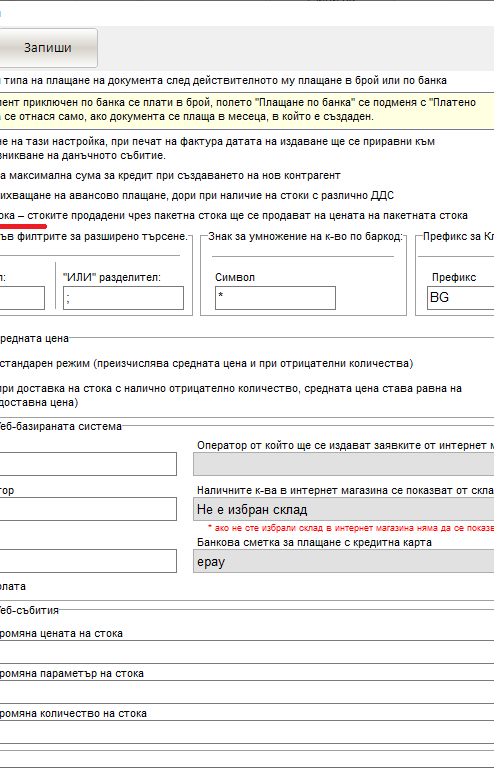 Запиши
типа на плащане на документа след действителното му плащане в брой или по банка
мент приключен по банка се плати в брой, полето "Плащане по банка" се подменя с "Платено
се отнася само, ако документа се плаща в месеца, в който е създаден.
не на тази настройка, при печат на фактура датата на издаване ще се приравни към
зникване на данъчното събитие.
а максимална сума за кредит при създаването на нов контрагент
ихващане на авансово плащане, дори при наличие на стоки с различно ДДС
ока – стоките продадени чрез пакетна стока ще се продават на цената на пакетната стока
ъв филтрите за разширено търсене.
Знак за умножение на к-во по баркод:
Префикс за Кл
л:
"ИЛИ" разделител:
Символ
Префикс
;
*
BG
редната цена
стандарен режим (преизчислява средната цена и при отрицателни количества)
при доставка на стока с налично отрицателно количество, средната цена става равна на
доставна цена)
еб-базираната система
Оператор от който ще се издават заявките от интернет м
тор
Наличните к-ва в интернет магазина се показват от скла
Не е избран склад
* ако не сте избрали склад в интернет магазина няма да се показв
Банкова сметка за плащане с кредитна карта
epay
олата
еб-събития
ромяна цената на стока
ромяна параметър на стока
ромяна количество на стока